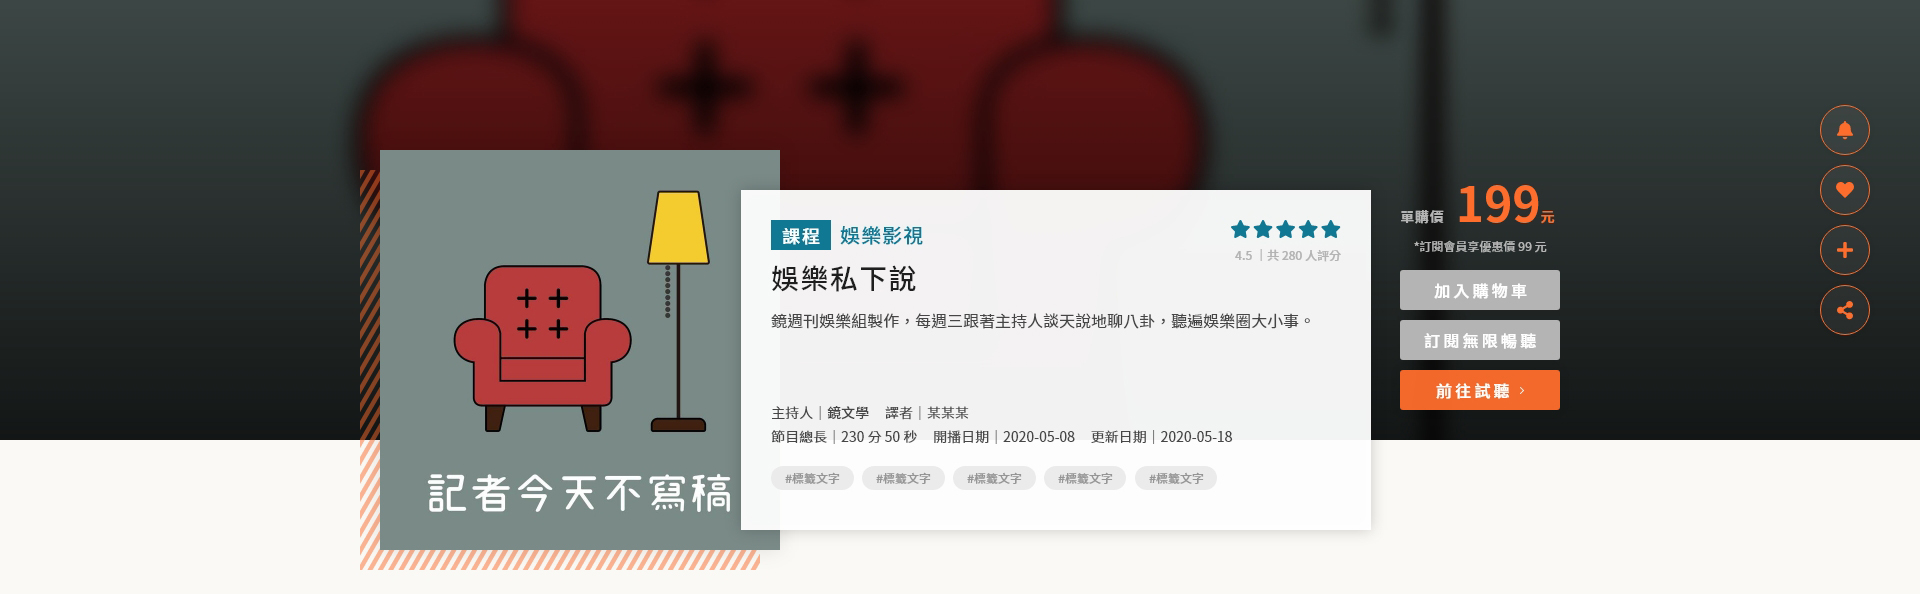 記者今天不寫稿
課程 娛樂影視
4.5 | 共 280 人評分
娛樂私下說
鏡週刊娛樂組製作，每週三跟著主持人談天說地聊八卦，聽遍娛樂圈大小事。
主持人｜鏡文學 譯者｜某某某
節目總長｜230 分 50 秒 開播日期｜2020-05-08 更新日期｜2020-05-18
#標籤文字 #標籤文字 #標籤文字 #標籤文字 #標籤文字
單購價 199元
*訂閱會員享優惠價 99 元
加入購物車
訂閱無限暢聽
前往試聽 ›